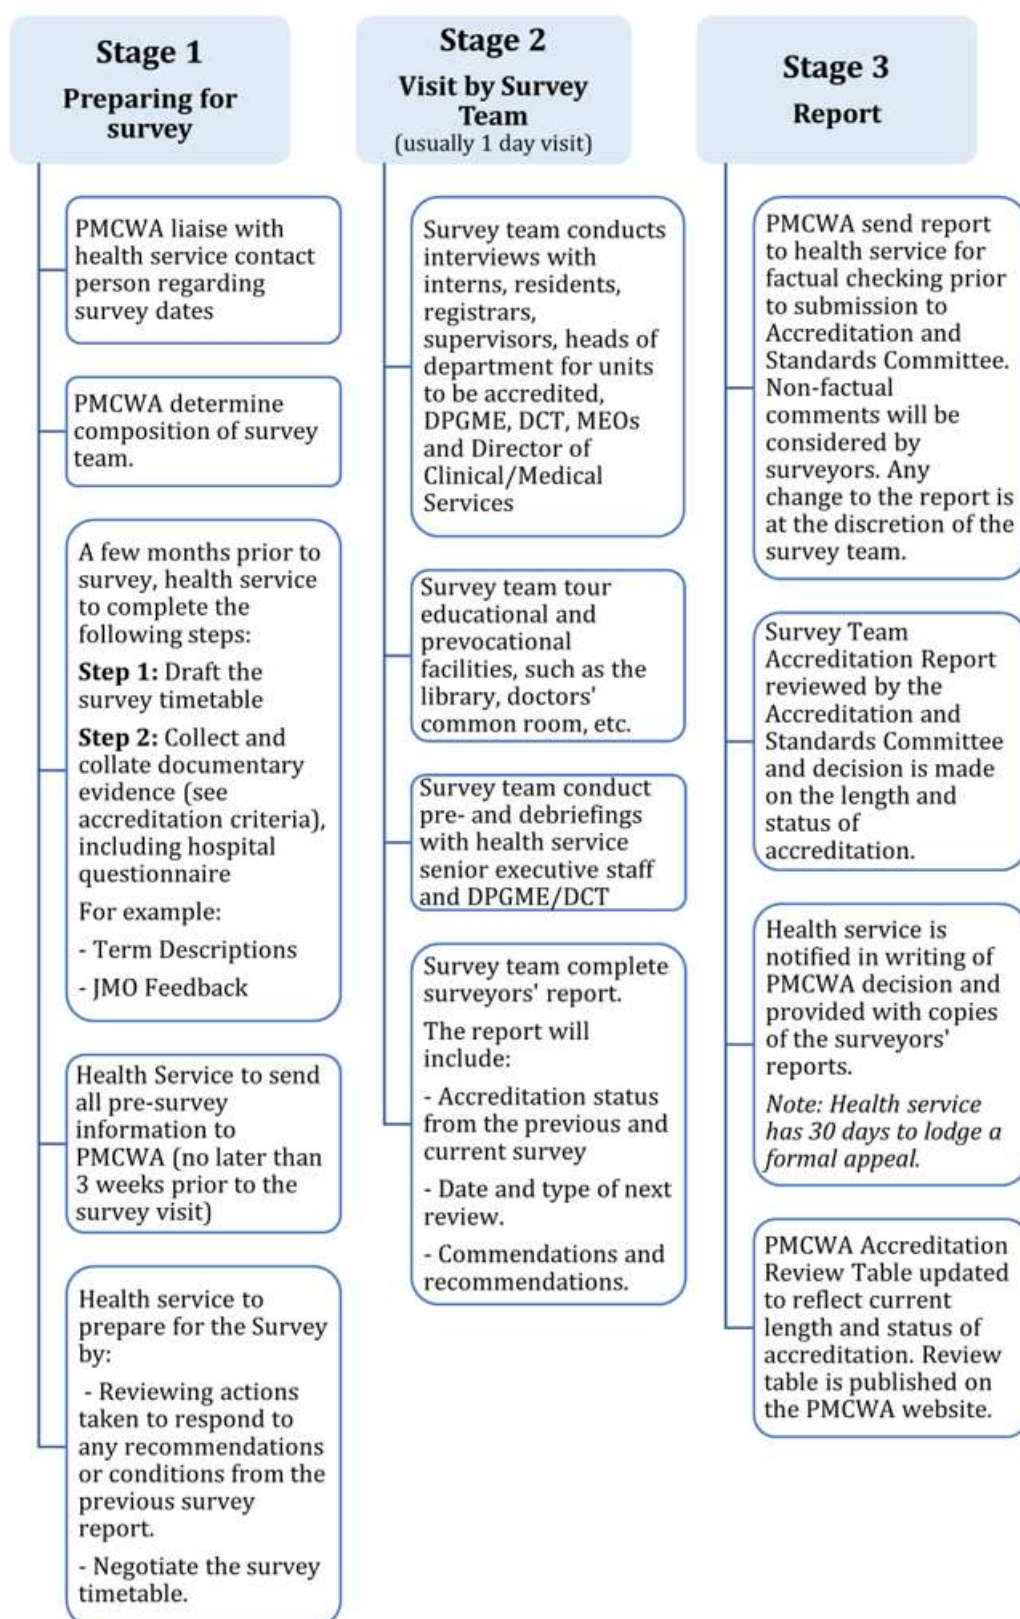 Stage 1
Preparing for
survey
PMCWA liaise with
health service contact
person regarding
survey dates
PMCWA determine
composition of survey
team.
A few months prior to
survey, health service
to complete the
following steps:
Step 1: Draft the
survey timetable
Step 2: Collect and
collate documentary
evidence (see
accreditation criteria),
including hospital
questionnaire
For example:
- Term Descriptions
- JMO Feedback
Health Service to send
all pre-survey
information to
PMCWA (no later than
3 weeks prior to the
survey visit)
Health service to
prepare for the Survey
by:
- Reviewing actions
taken to respond to
any recommendations
or conditions from the
previous survey
report.
- Negotiate the survey
timetable.
Stage 2
Visit by Survey
Team
(usually 1 day visit)
Survey team conducts
interviews with
interns, residents,
registrars,
supervisors, heads of
department for units
to be accredited,
DPGME, DCT, MEOs
and Director of
Clinical/Medical
Services
Survey team tour
educational and
prevocational
facilities, such as the
library, doctors'
common room, etc.
Survey team conduct
pre- and debriefings
with health service
senior executive staff
and DPGME/DCT
Survey team complete
surveyors' report.
The report will
include:
- Accreditation status
from the previous and
current survey
- Date and type of next
review.
- Commendations and
recommendations.
Stage 3
Report
PMCWA send report
to health service for
factual checking prior
to submission to
Accreditation and
Standards Committee.
Non-factual
comments will be
considered by
surveyors. Any
change to the report is
at the discretion of the
survey team.
Survey Team
Accreditation Report
reviewed by the
Accreditation and
Standards Committee
and decision is made
on the length and
status of
accreditation.
Health service is
notified in writing of
PMCWA decision and
provided with copies
of the surveyors'
reports.
Note: Health service
has 30 days to lodge a
formal appeal.
PMCWA Accreditation
Review Table updated
to reflect current
length and status of
accreditation. Review
table is published on
the PMCWA website.